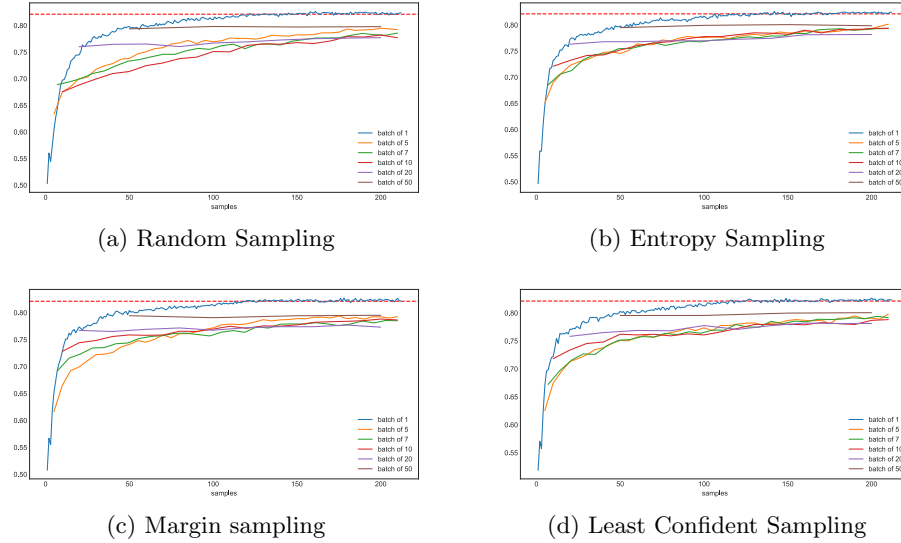 0.80
0.75
0.70
0.65
0.60
0.55
0.50
0 50 100 150 200
samples
batch of 1
batch of 5
batch of 7
batch of 10
batch of 20
batch of 50
(a) Random Sampling
0.80
0.75
0.70
0.65
0.60
0.55
0.50
0 50 100 150 200
samples
batch of 1
batch of 5
batch of 7
batch of 10
batch of 20
batch of 50
(b) Entropy Sampling
0.80
0.75
0.70
0.65
0.60
0.55
0.50
0 50 100 150 200
samples
batch of 1
batch of 5
batch of 7
batch of 10
batch of 20
batch of 50
(c) Margin sampling
0.80
0.75
0.70
0.65
0.60
0.55
0 50 100 150 200
samples
batch of 1
batch of 5
batch of 7
batch of 10
batch of 20
batch of 50
(d) Least Confident Sampling